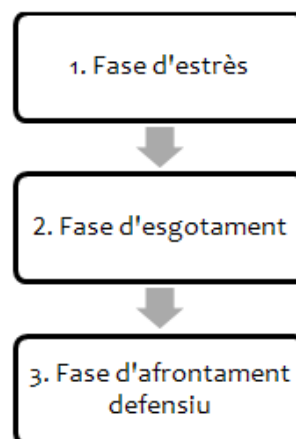 1. Fase d'estrès
2. Fase d'esgotament
3. Fase d'afrontament
defensiu